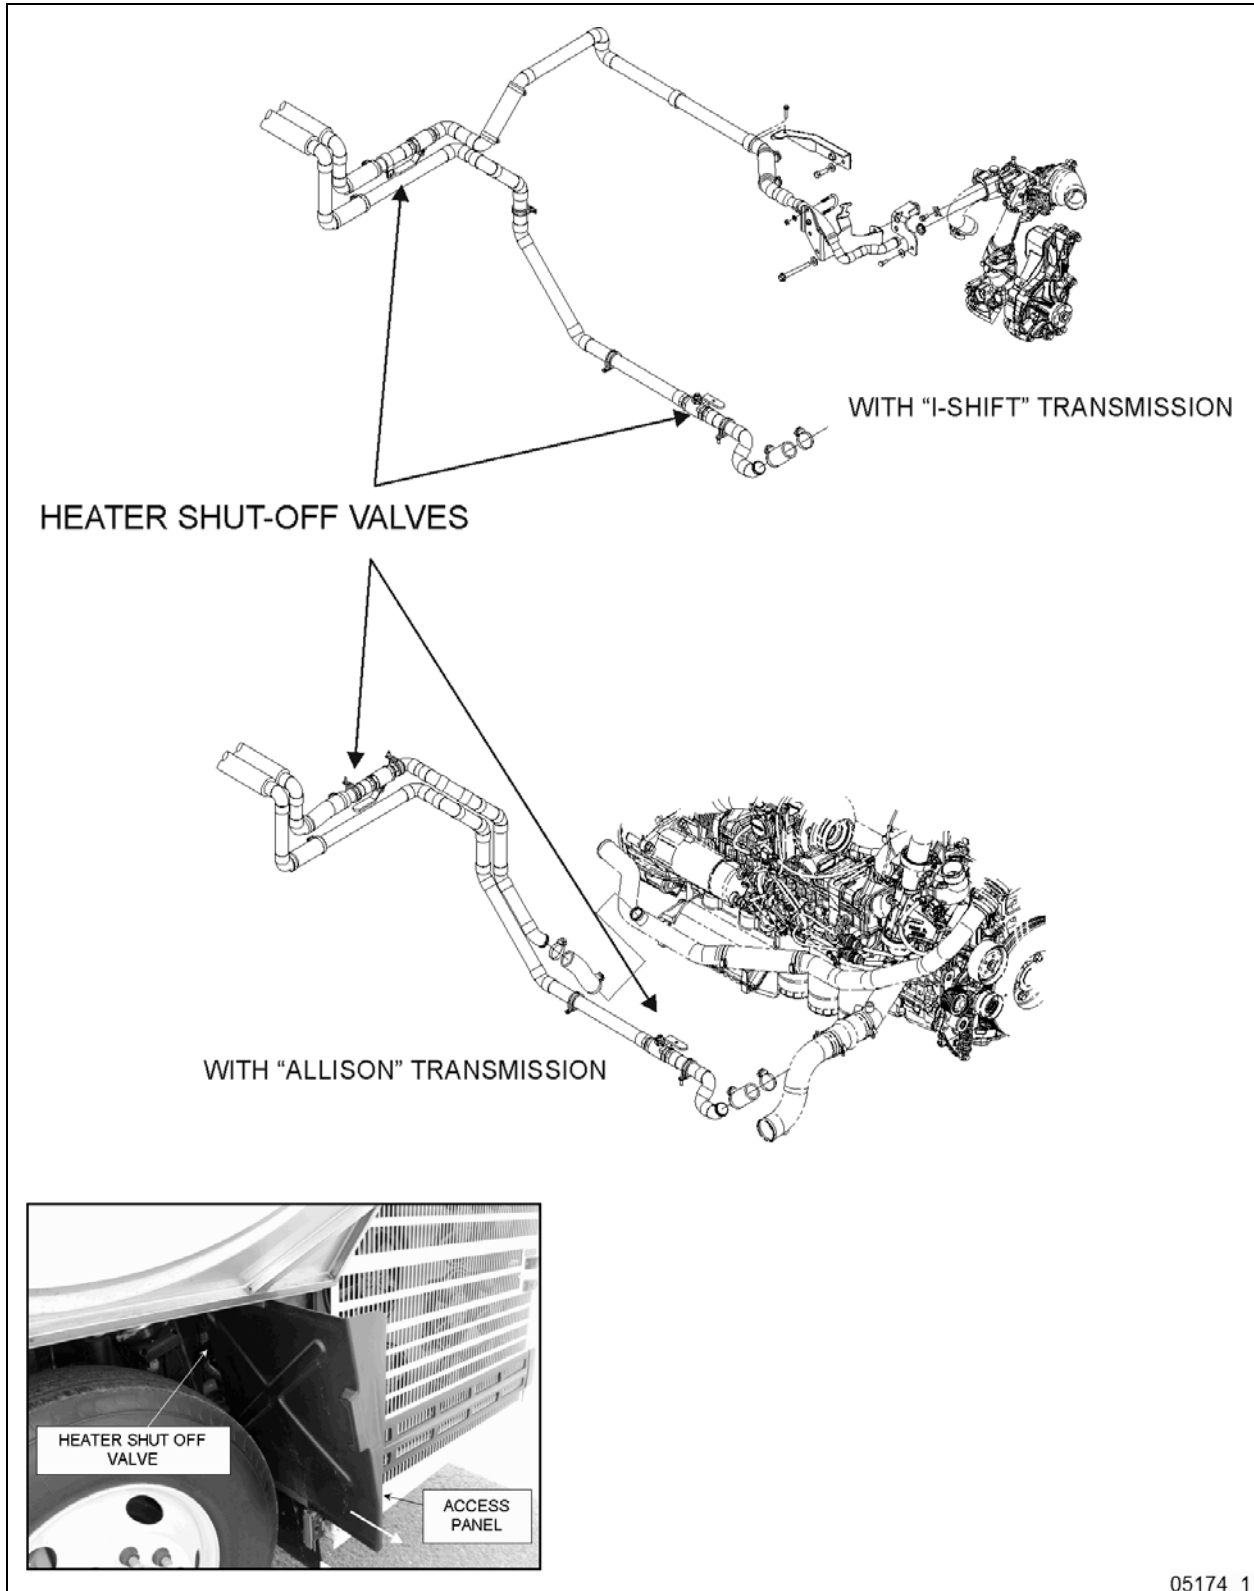 WITH “I-SHIFT” TRANSMISSION
HEATER SHUT-OFF VALVES
WITH “ALLISON” TRANSMISSION
HEATER SHUT OFF
VALVE
ACCESS
PANEL
05174_1